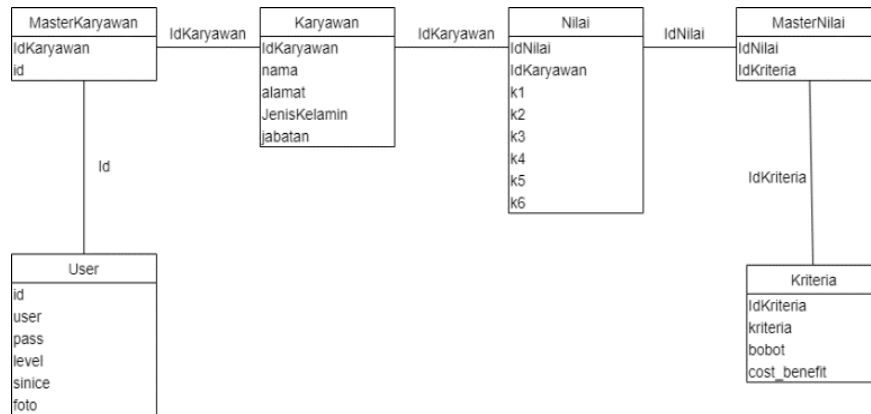 MasterKaryawan
IdKaryawan
id
IdKaryawan
Karyawan
IdKaryawan
nama
alamat
JenisKelamin
jabatan
IdKaryawan
Nilai
IdNilai
IdKaryawan
k1
k2
k3
k4
k5
k6
IdNilai
MasterNilai
IdNilai
IdKriteria
Id
IdKriteria
User
id
user
pass
level
sinice
foto
Kriteria
IdKriteria
kriteria
bobot
cost_benefit